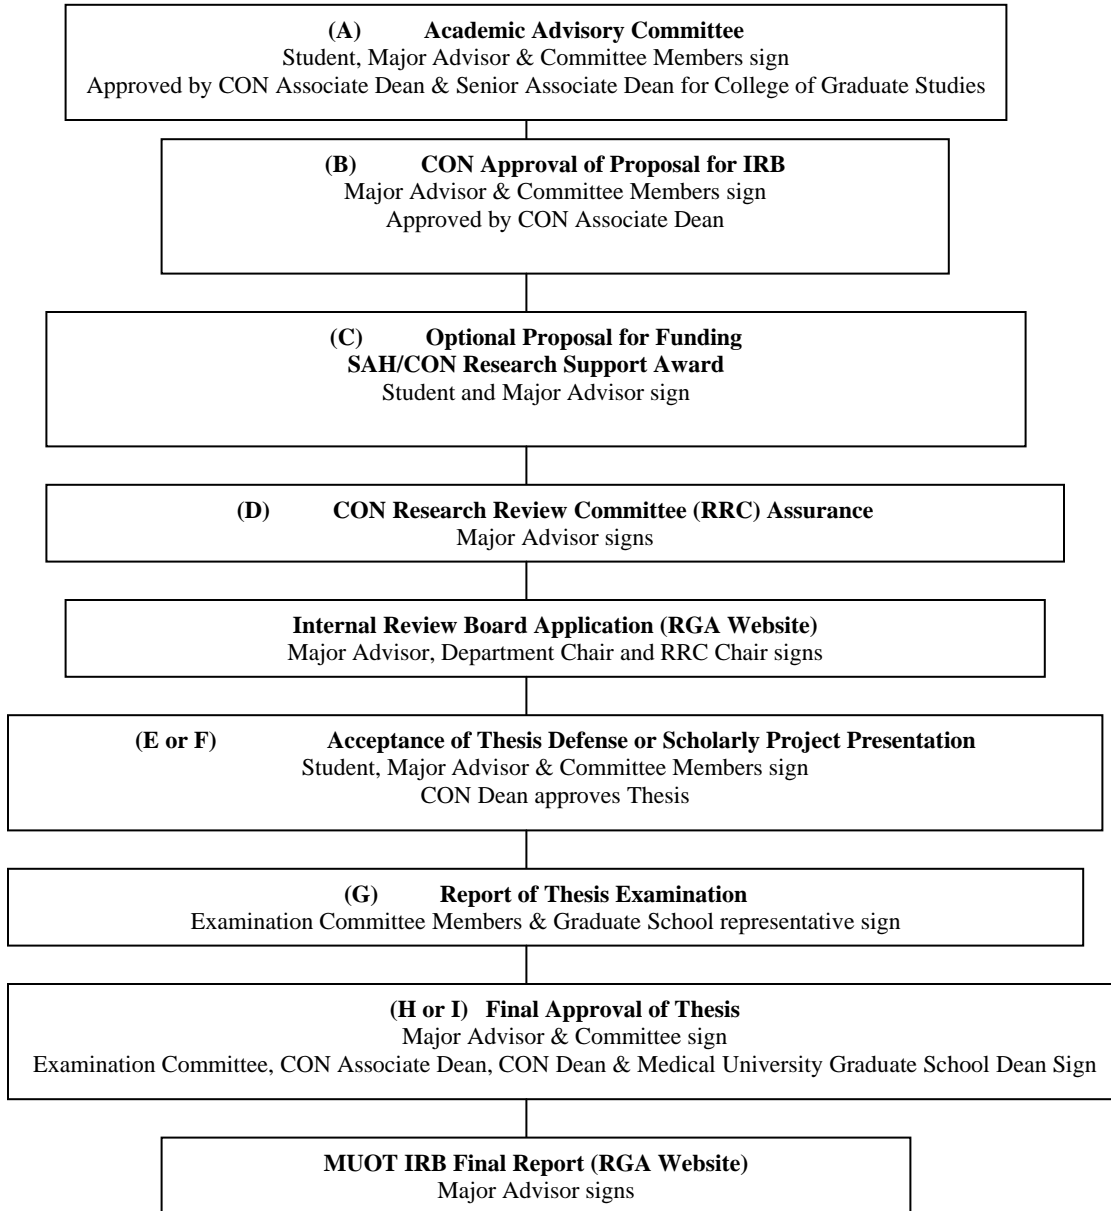 (A) Academic Advisory Committee
Student, Major Advisor & Committee Members sign
Approved by CON Associate Dean & Senior Associate Dean for College of Graduate Studies
(B) CON Approval of Proposal for IRB
Major Advisor & Committee Members sign
Approved by CON Associate Dean
(C) Optional Proposal for Funding
SAH/CON Research Support Award
Student and Major Advisor sign
(D) CON Research Review Committee (RRC) Assurance
Major Advisor signs
Internal Review Board Application (RGA Website)
Major Advisor, Department Chair and RRC Chair signs
(E or F) Acceptance of Thesis Defense or Scholarly Project Presentation
Student, Major Advisor & Committee Members sign
CON Dean approves Thesis
(G) Report of Thesis Examination
Examination Committee Members & Graduate School representative sign
(H or I) Final Approval of Thesis
Major Advisor & Committee sign
Examination Committee, CON Associate Dean, CON Dean & Medical University Graduate School Dean Sign
MUOT IRB Final Report (RGA Website)
Major Advisor signs